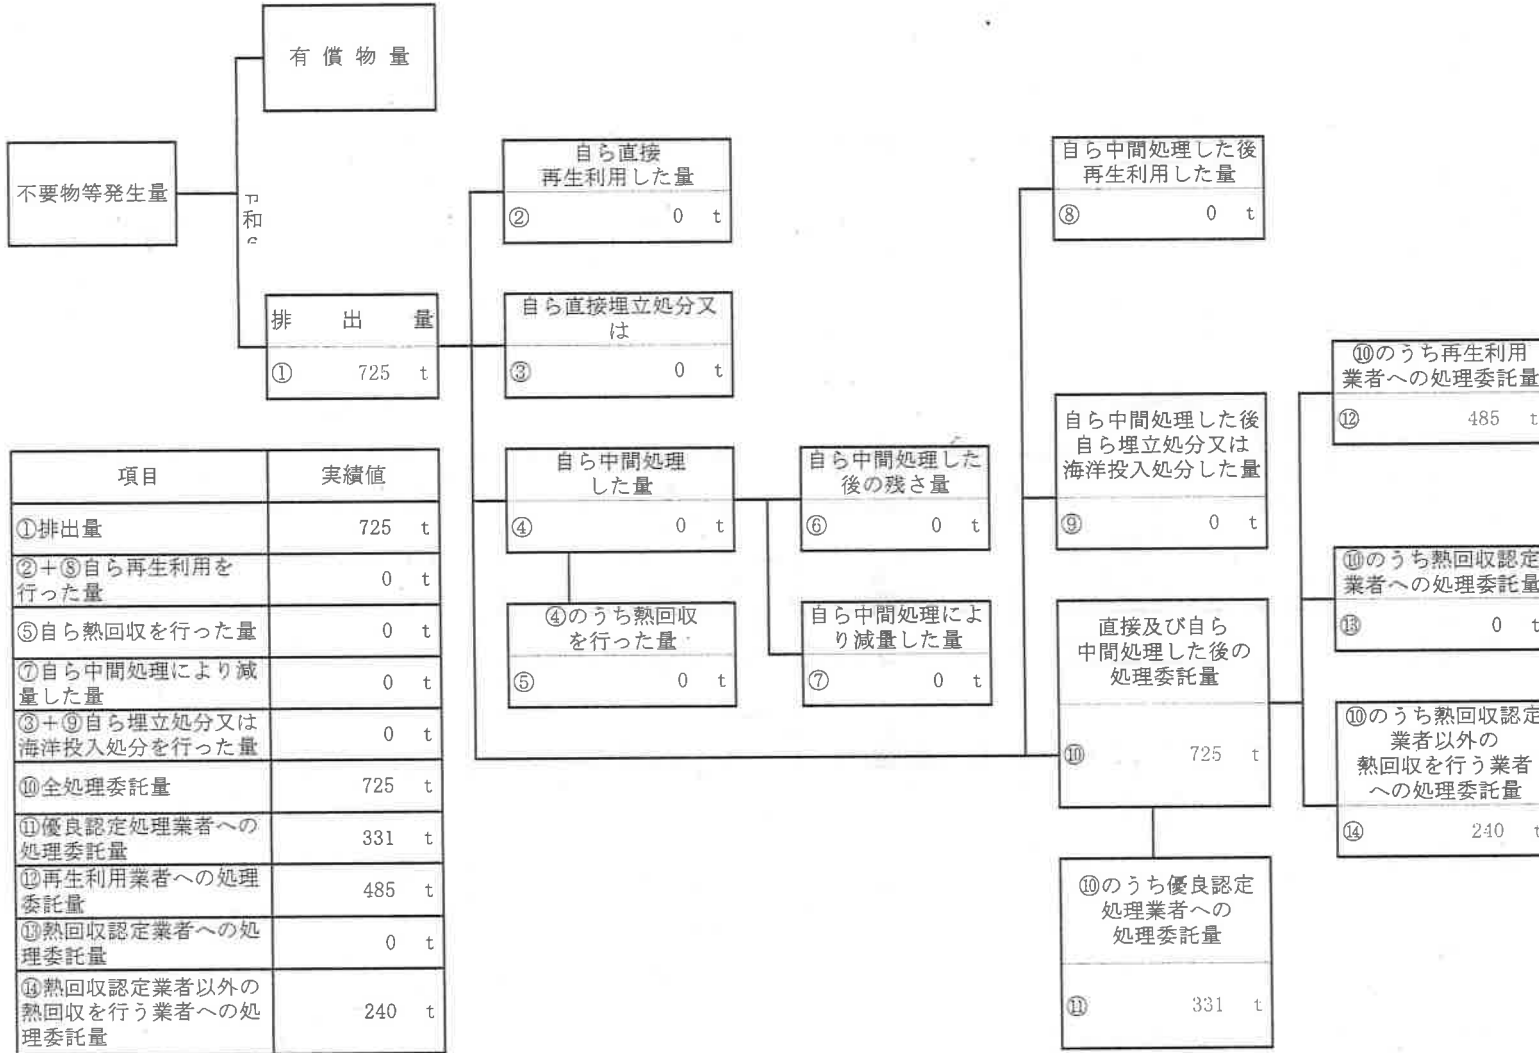 有償物量
不要物等発生量
和
排出量
① 725 t
自ら直接
再生利用した量
② 0 t
自ら直接埋立処分又
は
③ 0 t
自ら中間処理
した量
④ 0 t
④のうち熱回収
を行った量
⑤ 0 t
自ら中間処理した
後の残さ量
⑥ 0 t
自ら中間処理によ
り減量した量
⑦ 0 t
自ら中間処理した後
再生利用した量
⑧ 0 t
自ら中間処理した後
自ら埋立処分又は
海洋投入処分した量
⑨ 0 t
直接及び自ら
中間処理した後の
処理委託量
⑩ 725 t
⑩のうち優良認定
処理業者への
処理委託量
⑪ 331 t
⑩のうち再生利用
業者への処理委託量
⑫ 485 t
⑩のうち熱回収認定
業者への処理委託量
⑬ 0 t
⑩のうち熱回収認定
業者以外の
熱回収を行う業者
への処理委託量
⑭ 240 t
項目 実績値
①排出量 725 t
②+⑧自ら再生利用を
行った量 0 t
⑤自ら熱回収を行った量 0 t
⑦自ら中間処理により減
量した量 0 t
③+⑨自ら埋立処分又は
海洋投入処分を行った量 0 t
⑩全処理委託量 725 t
⑪優良認定処理業者への
処理委託量 331 t
⑫再生利用業者への処理
委託量 485 t
⑬熱回収認定業者への処
理委託量 0 t
⑭熱回収認定業者以外の
熱回収を行う業者への処
理委託量 240 t